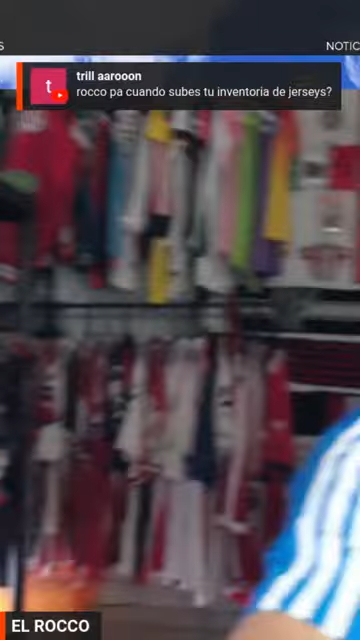 S
NOTIC
t
trill aarooon
rocco pa cuando subes tu inventoria de jerseys?
EL ROCCO